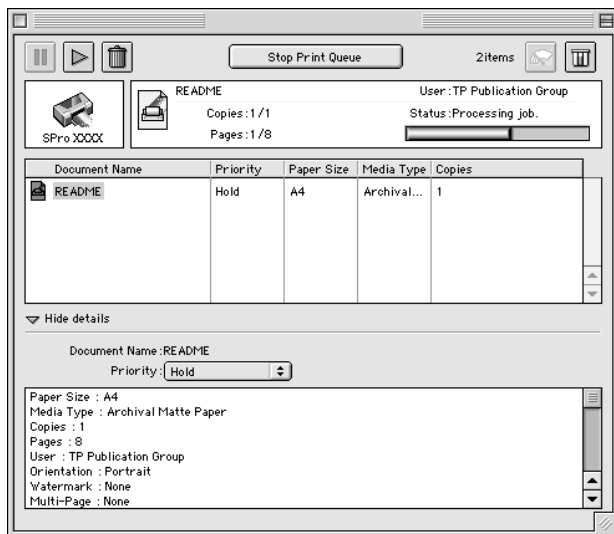 Stop Print Queue
2items
README
User :TP Publication Group
Copies :1/1
Status :Processing job.
Pages :1/8
SPro XXXX
Document Name Priority Paper Size Media Type Copies
README Hold A4 Archival... 1
Hide details
Document Name :README
Priority : Hold
Paper Size : A4
Media Type : Archival Matte Paper
Copies : 1
Pages : 8
User : TP Publication Group
Orientation : Portrait
Watermark : None
Multi-Page : None